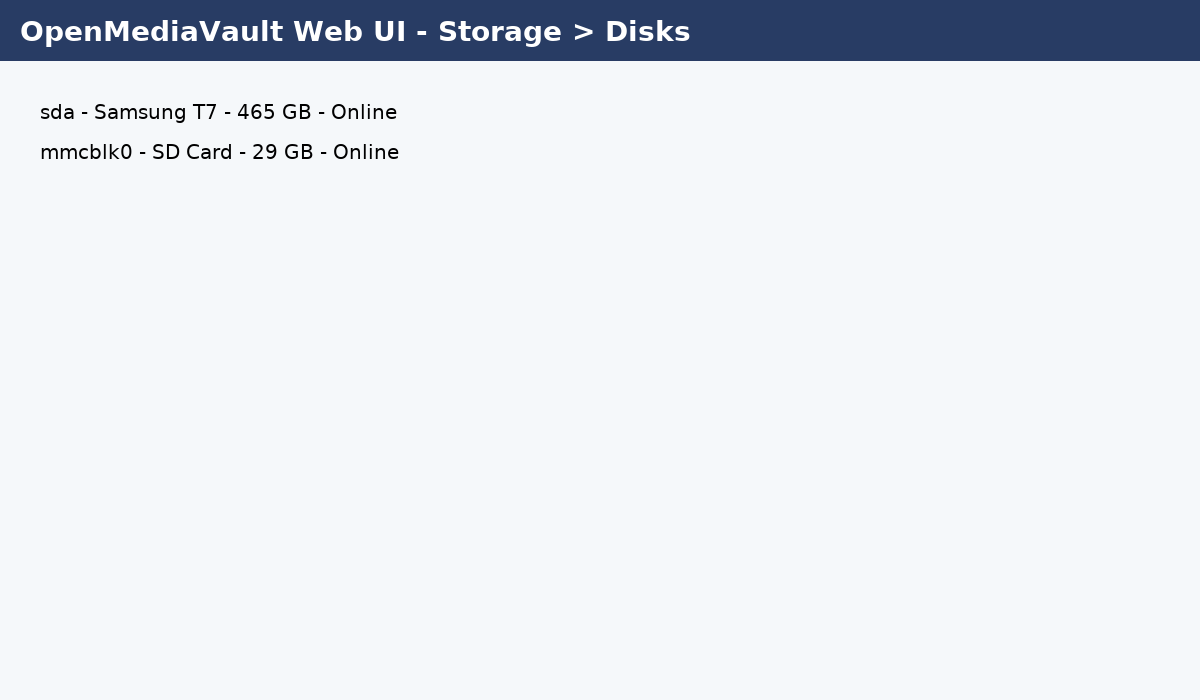 OpenMediaVault Web UI - Storage > Disks
sda - Samsung T7 - 465 GB - Online
mmcblk0 - SD Card - 29 GB - Online